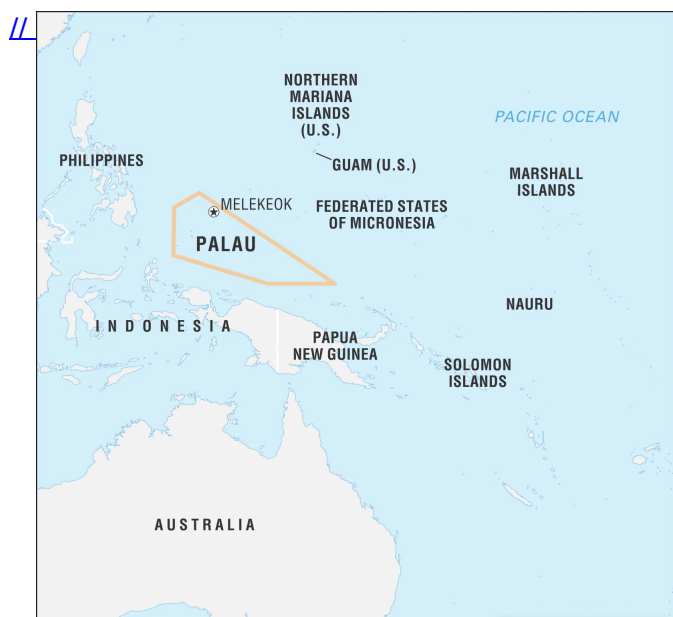 //
NORTHERN
MARIANA
ISLANDS
(U.S.)
PACIFIC OCEAN
PHILIPPINES
GUAM (U.S.)
MARSHALL
ISLANDS
MELEKEOK
FEDERATED STATES
OF MICRONESIA
PALAU
NAURU
INDONESIA
PAPUA
NEW GUINEA
SOLOMON
ISLANDS
AUSTRALIA